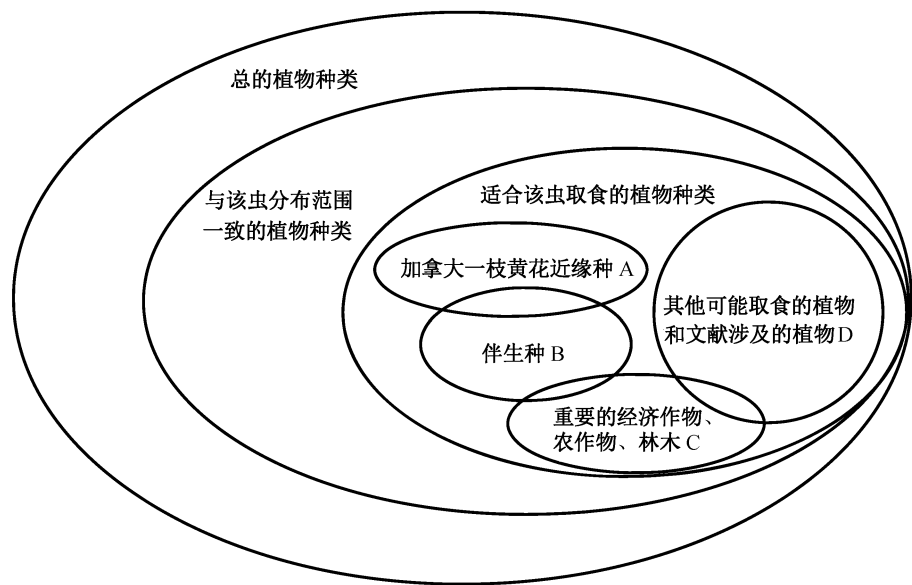 总的植物种类
与该虫分布范围
一致的植物种类
适合该虫取食的植物种类
加拿大一枝黄花近缘种 A
伴生种 B
其他可能取食的植物
和文献涉及的植物D
重要的经济作物、
农作物、林木 C